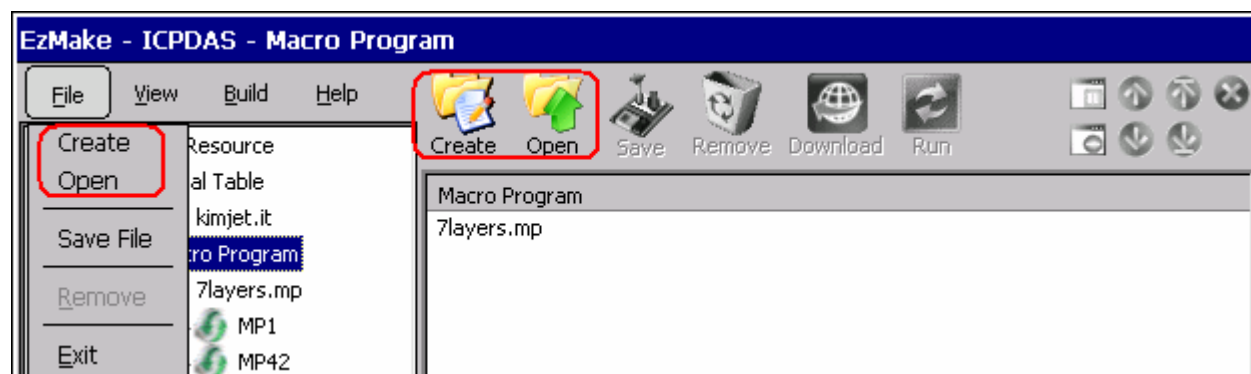 EzMake - ICPDAS - Macro Program
File View Build Help
Create Open Save Remove Download Run
Create
Open
Save File
Remove
Exit
Resource
al Table
kimjet.it
cro Program
7layers.mp
MP1
MP42
Macro Program
7layers.mp